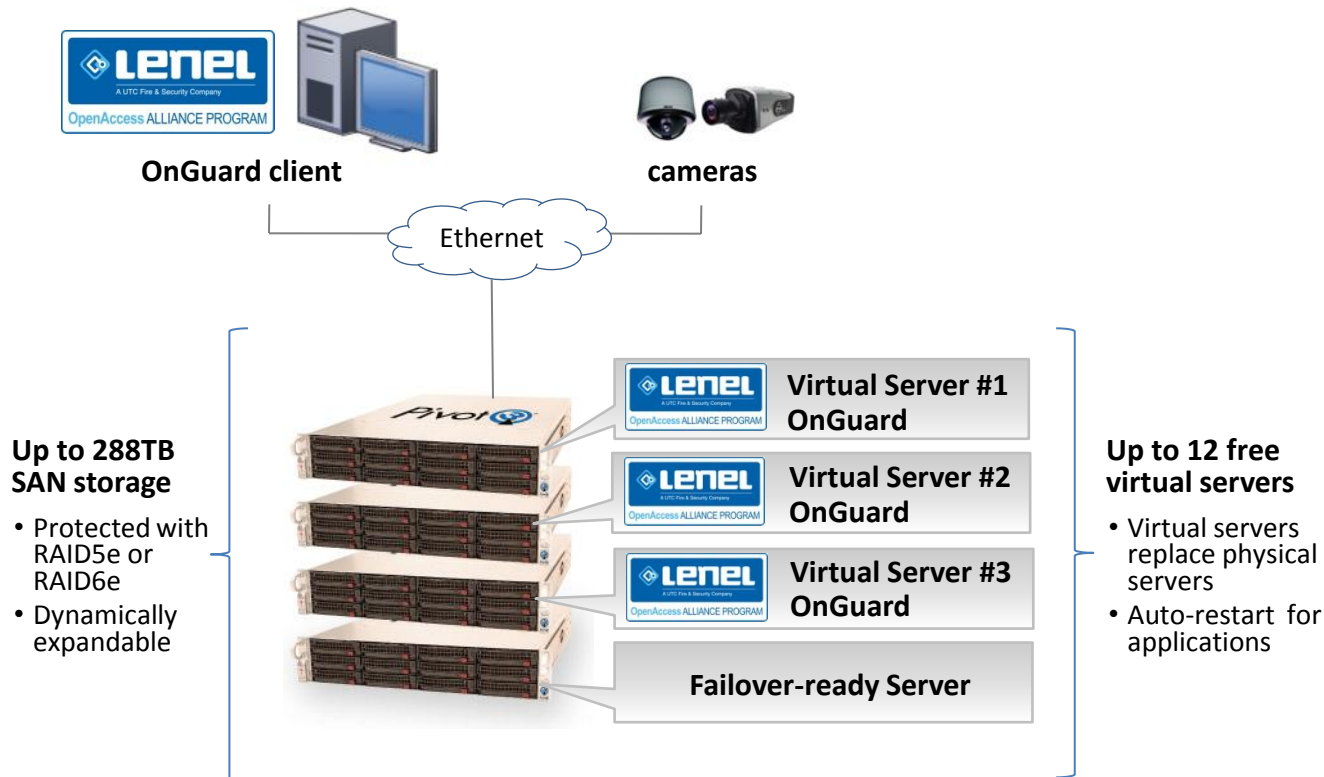 LENEL
A UTC Fire & Security Company
OpenAccess ALLIANCE PROGRAM
OnGuard client
cameras
Ethernet
Pivot3
LENEL
A UTC Fire & Security Company
OpenAccess ALLIANCE PROGRAM
Virtual Server #1
OnGuard
LENEL
A UTC Fire & Security Company
OpenAccess ALLIANCE PROGRAM
Virtual Server #2
OnGuard
LENEL
A UTC Fire & Security Company
OpenAccess ALLIANCE PROGRAM
Virtual Server #3
OnGuard
Failover-ready Server
Up to 288TB
SAN storage
• Protected with
RAID5e or
RAID6e
• Dynamically
expandable
Up to 12 free
virtual servers
• Virtual servers
replace physical
servers
• Auto-restart for
applications